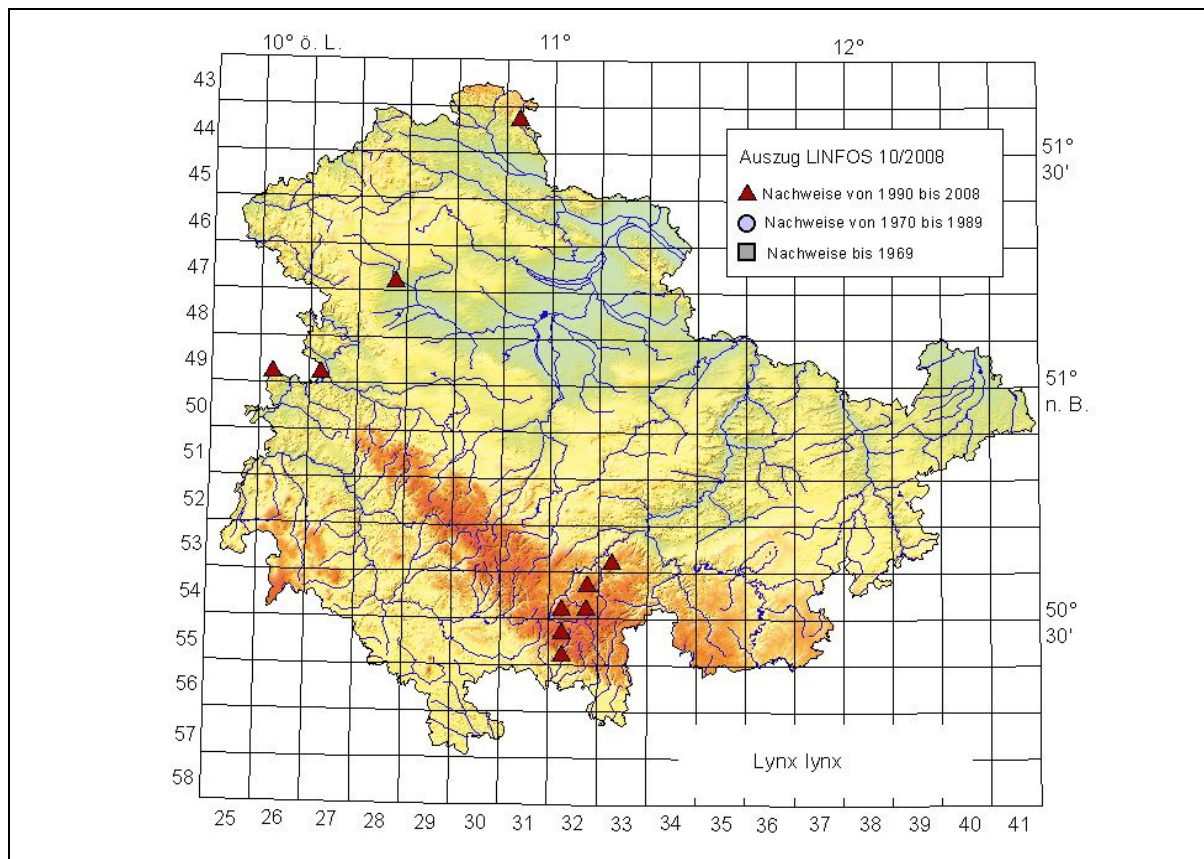 10° ö. L.
11°
12°
43
44
45
46
47
48
49
50
51
52
53
54
55
56
57
58
51°
30'
51°
n. B.
50°
30'
Auszug LINFOS 10/2008
Nachweise von 1990 bis 2008
Nachweise von 1970 bis 1989
Nachweise bis 1969
Lynx lynx
25 26 27 28 29 30 31 32 33 34 35 36 37 38 39 40 41